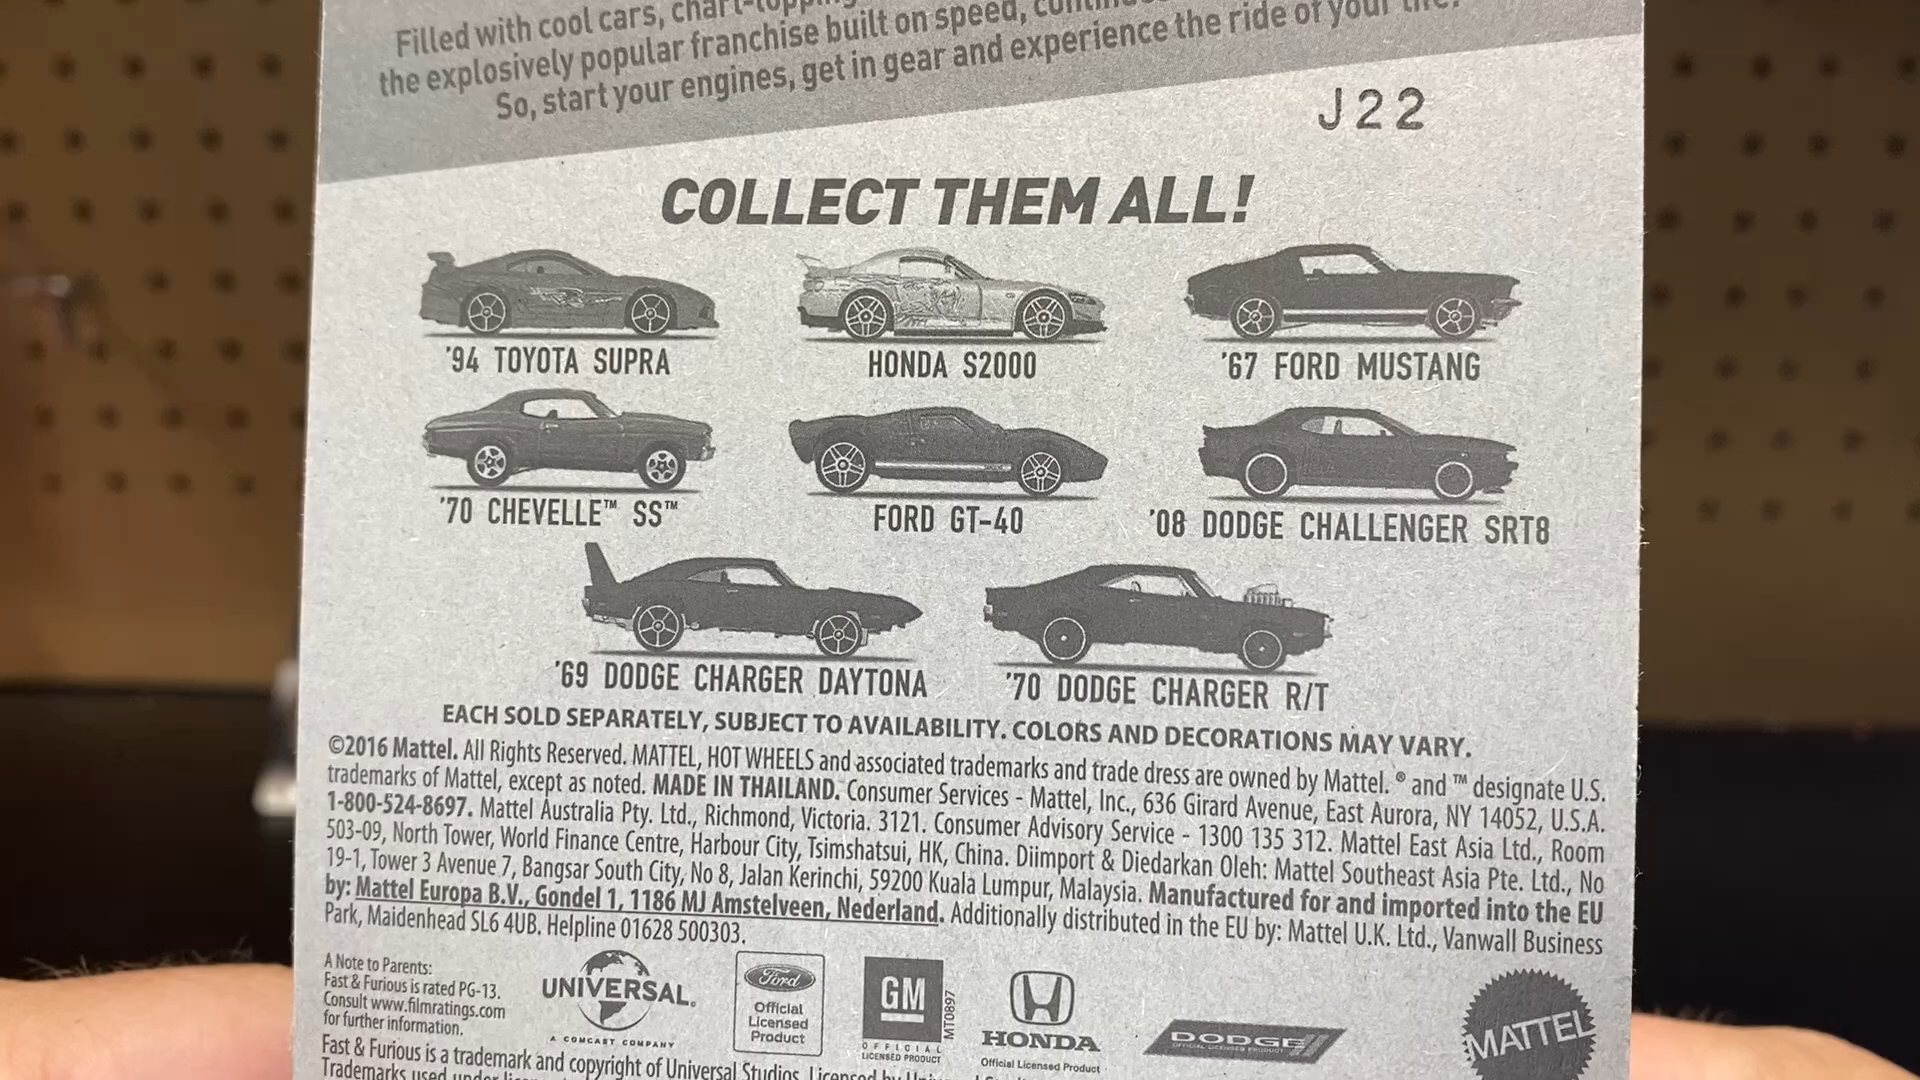 Filled with cool cars, chart-topping
the explosively popular franchise built on speed,
So, start your engines, get in gear and experience the ride of your life.
J22
COLLECT THEM ALL!
'94 TOYOTA SUPRA
HONDA S2000
'67 FORD MUSTANG
'70 CHEVELLE™ SS™
FORD GT-40
'08 DODGE CHALLENGER SRT8
'69 DODGE CHARGER DAYTONA
'70 DODGE CHARGER R/T
EACH SOLD SEPARATELY, SUBJECT TO AVAILABILITY. COLORS AND DECORATIONS MAY VARY.
©2016 Mattel. All Rights Reserved. MATTEL, HOT WHEELS and associated trademarks and trade dress are owned by Mattel. ® and ™ designate U.S.
trademarks of Mattel, except as noted. MADE IN THAILAND. Consumer Services - Mattel, Inc., 636 Girard Avenue, East Aurora, NY 14052, U.S.A.
1-800-524-8697. Mattel Australia Pty. Ltd., Richmond, Victoria. 3121. Consumer Advisory Service - 1300 135 312. Mattel East Asia Ltd., Room
503-09, North Tower, World Finance Centre, Harbour City, Tsimshatsui, HK, China. Diimport & Diedarkan Oleh: Mattel Southeast Asia Pte. Ltd., No
19-1, Tower 3 Avenue 7, Bangsar South City, No 8, Jalan Kerinchi, 59200 Kuala Lumpur, Malaysia. Manufactured for and imported into the EU
by: Mattel Europa B.V., Gondel 1, 1186 MJ Amstelveen, Nederland. Additionally distributed in the EU by: Mattel U.K. Ltd., Vanwall Business
Park, Maidenhead SL6 4UB. Helpline 01628 500303.
A Note to Parents:
Fast & Furious is rated PG-13.
Consult www.filmratings.com
for further information.
UNIVERSAL
A COMCAST COMPANY
Ford
Official
Licensed
Product
GM
OFFICIAL
LICENSED PRODUCT
MT0897
HONDA
Official Licensed Product
DODGE
OFFICIAL LICENSED PRODUCT
MATTEL
Fast & Furious is a trademark and copyright of Universal Studios. Licensed by
Trademarks used under